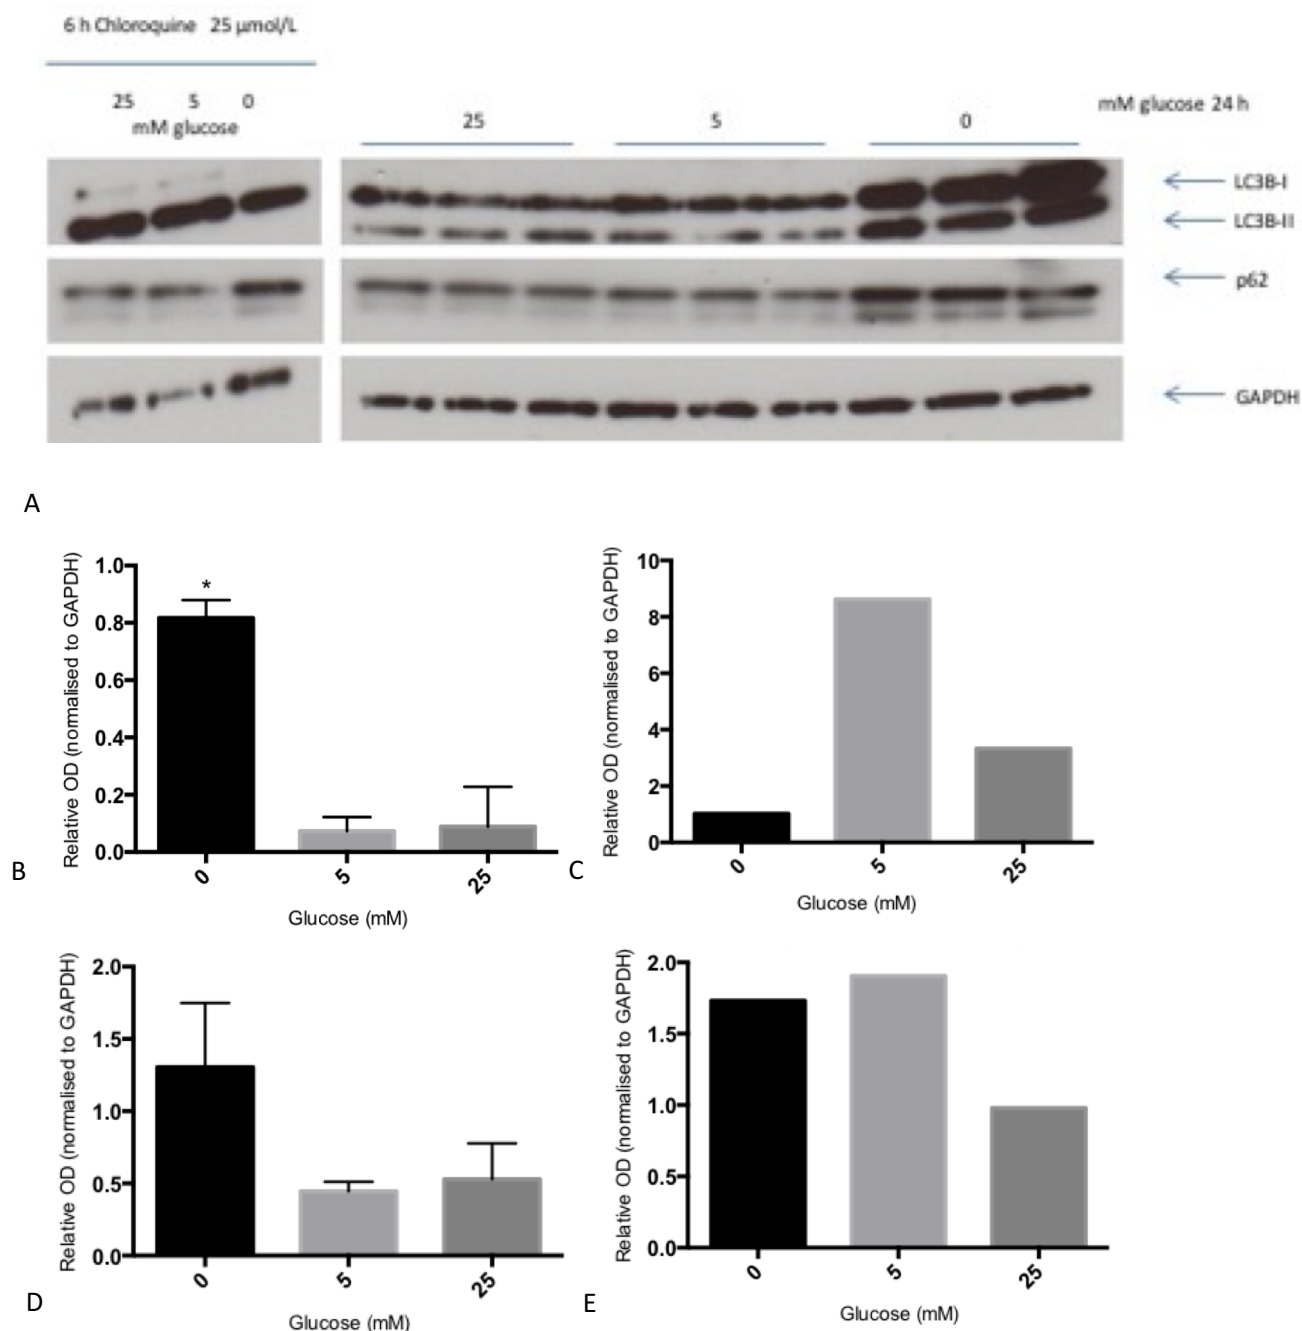 6 h Chloroquine 25 µmol/L
25 5 0
mM glucose
25 5 0
mM glucose 24 h
LC3B-I
LC3B-II
p62
GAPDH
A
Relative OD (normalised to GAPDH)
1.0
0.8
0.6
0.4
0.2
0.0
*
0 5 25
Glucose (mM)
B
Relative OD (normalised to GAPDH)
10
8
6
4
2
0
0 5 25
Glucose (mM)
C
Relative OD (normalised to GAPDH)
2.0
1.5
1.0
0.5
0.0
0 5 25
Glucose (mM)
D
Relative OD (normalised to GAPDH)
2.0
1.5
1.0
0.5
0.0
0 5 25
Glucose (mM)
E